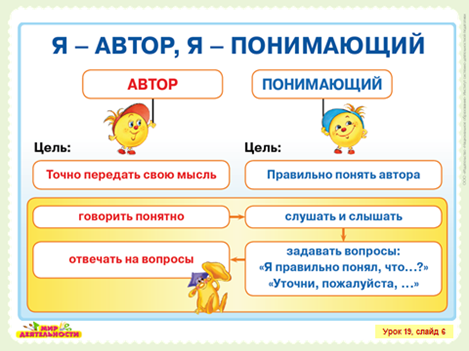 Я – АВТОР, Я – ПОНИМАЮЩИЙ
АВТОР
ПОНИМАЮЩИЙ
Цель:
Цель:
Точно передать свою мысль
Правильно понять автора
говорить понятно
слушать и слышать
отвечать на вопросы
задавать вопросы:
«Я правильно понял, что...?»
«Уточни, пожалуйста, ...»
МИР
ДЕЯТЕЛЬНОСТИ
Урок 19, слайд 6